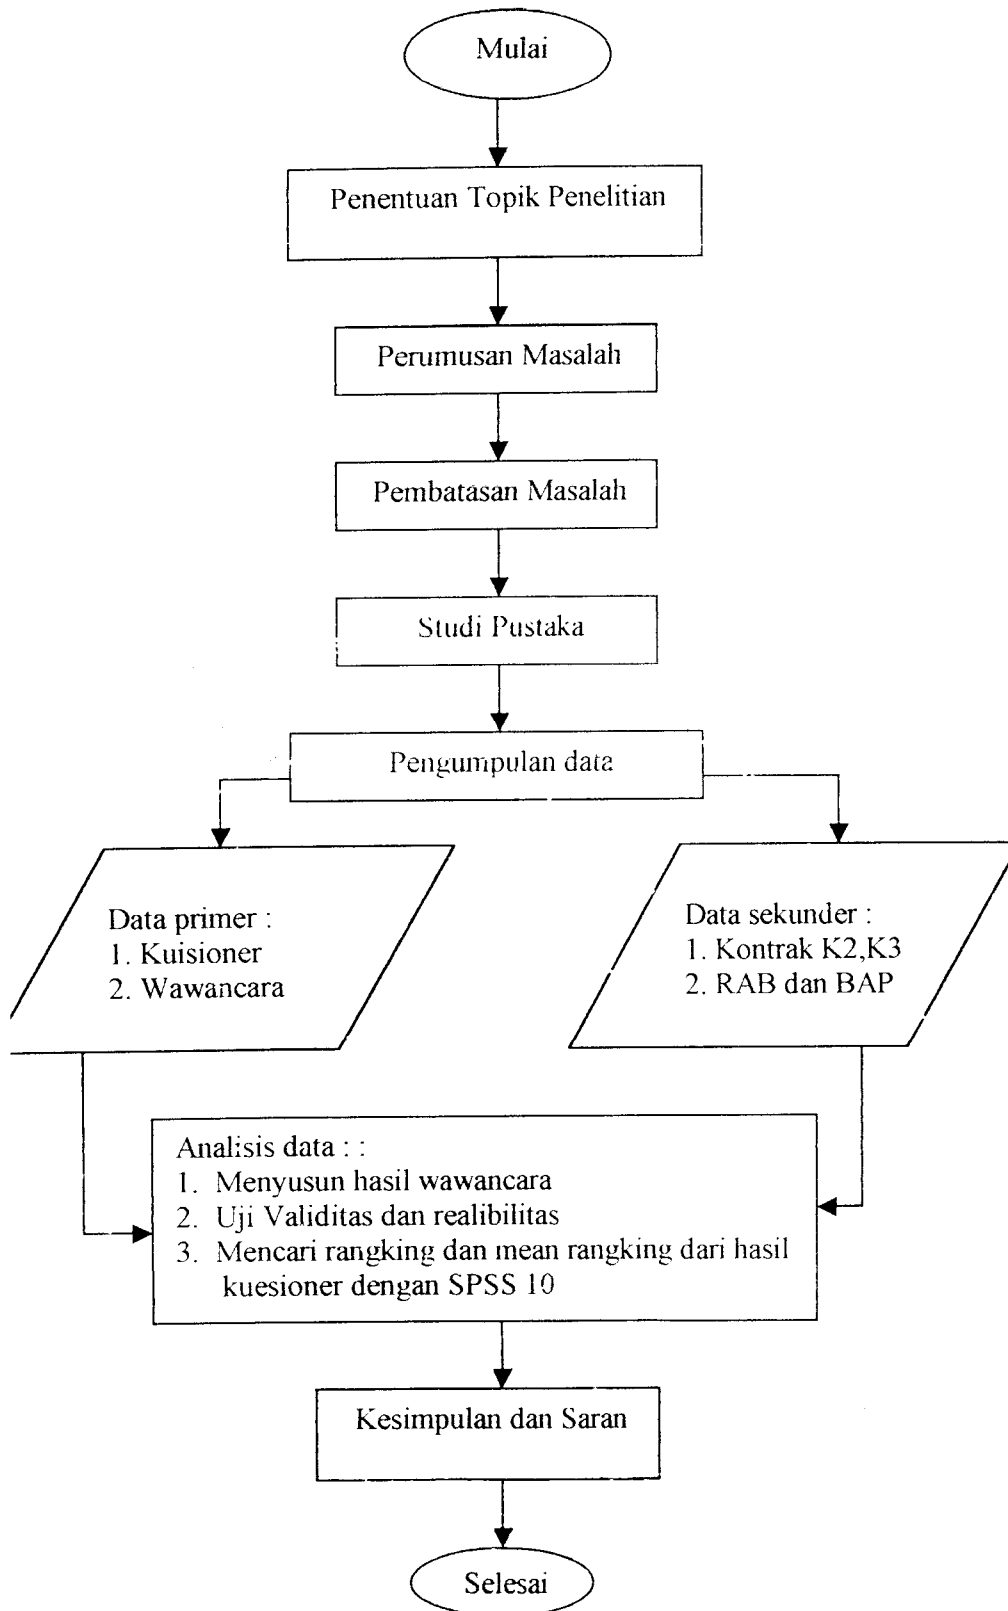 Mulai
Penentuan Topik Penelitian
Perumusan Masalah
Pembatasan Masalah
Studi Pustaka
Pengumpulan data
Data primer :
1. Kuisioner
2. Wawancara
Data sekunder :
1. Kontrak K2,K3
2. RAB dan BAP
Analisis data : :
1. Menyusun hasil wawancara
2. Uji Validitas dan realibilitas
3. Mencari rangking dan mean rangking dari hasil
kuesioner dengan SPSS 10
Kesimpulan dan Saran
Selesai